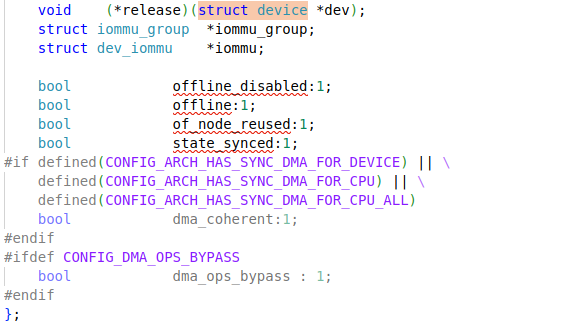 void    (*release)(struct device *dev);
struct iommu_group  *iommu_group;
struct dev_iommu    *iommu;
bool            offline_disabled:1;
bool            offline:1;
bool            of_node_reused:1;
bool            state_synced:1;
#if defined(CONFIG_ARCH_HAS_SYNC_DMA_FOR_DEVICE) || \
    defined(CONFIG_ARCH_HAS_SYNC_DMA_FOR_CPU) || \
    defined(CONFIG_ARCH_HAS_SYNC_DMA_FOR_CPU_ALL)
    bool            dma_coherent:1;
#endif
#ifdef CONFIG_DMA_OPS_BYPASS
    bool            dma_ops_bypass : 1;
#endif
};